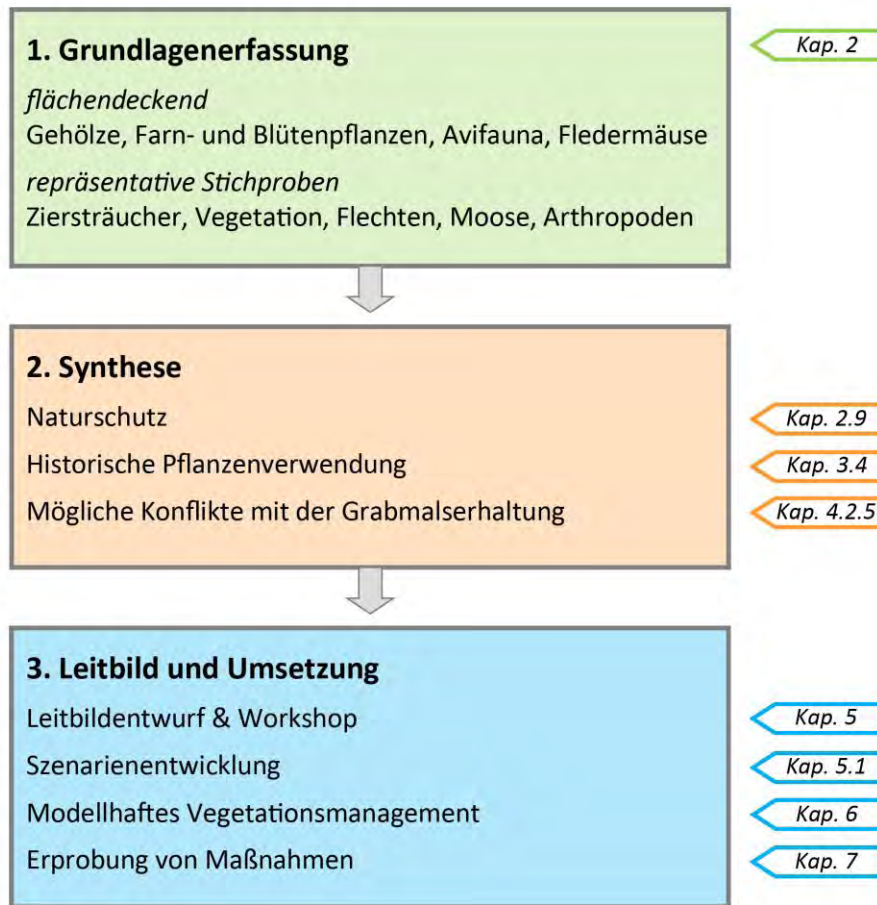 1. Grundlagenerfassung
Kap. 2
flächendeckend
Gehölze, Farn- und Blütenpflanzen, Avifauna, Fledermäuse
repräsentative Stichproben
Ziersträucher, Vegetation, Flechten, Moose, Arthropoden
2. Synthese
Naturschutz
Kap. 2.9
Historische Pflanzenverwendung
Kap. 3.4
Mögliche Konflikte mit der Grabmalserhaltung
Kap. 4.2.5
3. Leitbild und Umsetzung
Leitbildentwurf & Workshop
Kap. 5
Szenarienentwicklung
Kap. 5.1
Modellhaftes Vegetationsmanagement
Kap. 6
Erprobung von Maßnahmen
Kap. 7